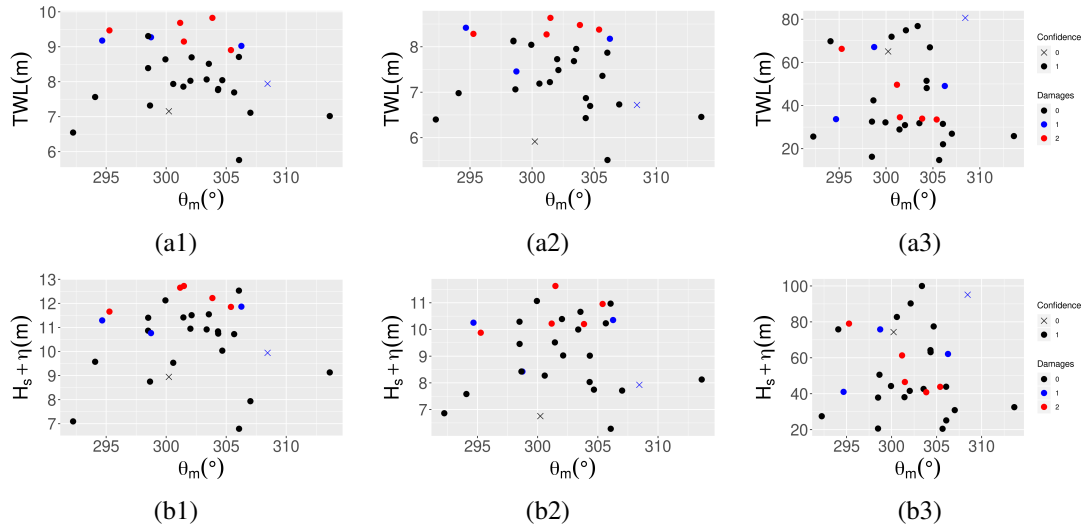 TWL(m)
10
9
8
7
6
295
300
305
310
θm(°)
(a1)
TWL(m)
8
7
6
295
300
305
310
θm(°)
(a2)
TWL(m)
80
60
40
20
295
300
305
310
θm(°)
(a3)
Confidence
0
1
Damages
0
1
2
Hs + η(m)
13
12
11
10
9
8
7
295
300
305
310
θm(°)
(b1)
Hs + η(m)
11
10
9
8
7
295
300
305
310
θm(°)
(b2)
Hs + η(m)
100
80
60
40
20
295
300
305
310
θm(°)
(b3)
Confidence
0
1
Damages
0
1
2